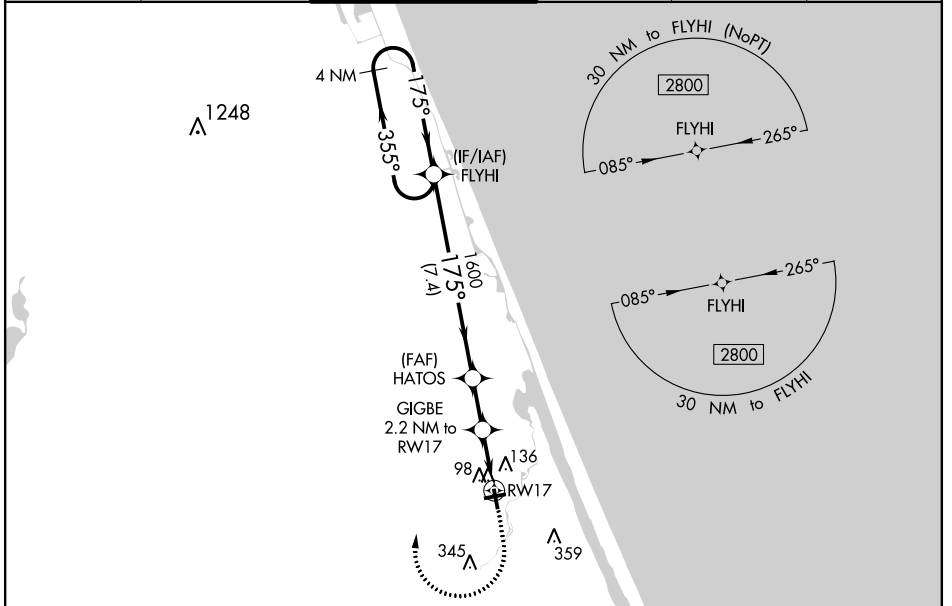 30 NM to FLYHI (NoPT)
2800
FLYHI
085°
265°
4 NM
175°
355°
1248
(IF/IAF)
FLYHI
1600
175°
(7.4)
265°
085°
FLYHI
2800
30 NM to FLYHI
(FAF)
HATOS
GIGBE
2.2 NM to
RW17
98
136
RW17
345
359